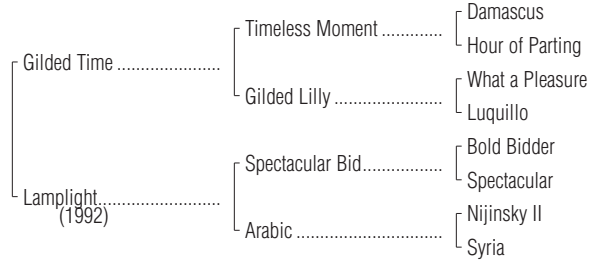 Damascus
Timeless Moment .............
Hour of Parting
Gilded Time ......................
What a Pleasure
Gilded Lilly .......................
Luquillo
Bold Bidder
Spectacular Bid.................
Spectacular
Lamplight..........................
(1992)
Nijinsky II
Arabic ...............................
Syria